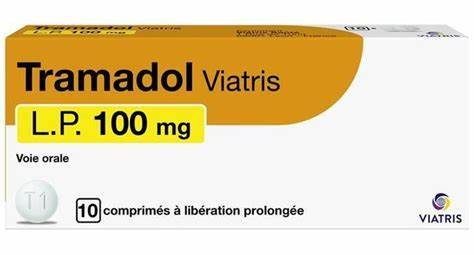 Tramadol Viatris
L.P. 100 mg
Voie orale
T1
10 comprimés à libération prolongée
VIATRIS